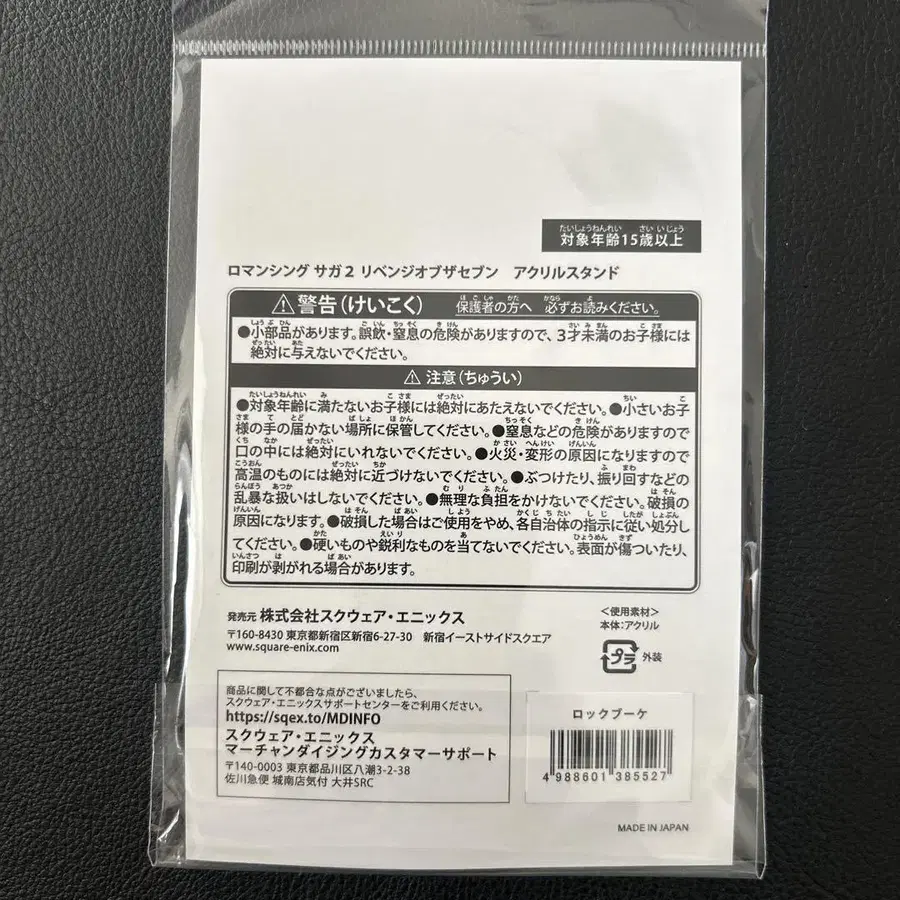 対象年齢15歳以上
ロマンシング サガ2 リベンジオブザセブン アクリルスタンド
⚠警告(けいこく) 保護者の方へ 必ずお読みください。
●小部品があります。誤飲・窒息の危険がありますので、3才未満のお子様には
絶対に与えないでください。
⚠注意(ちゅうい)
●対象年齢に満たないお子様には絶対にあたえないでください。●小さいお子
様の手の届かない場所に保管してください。●窒息などの危険がありますので
口の中には絶対にいれないでください。●火災・変形の原因になりますので
高温のものには絶対に近づけないでください。●ぶつけたり、振り回すなどの
乱暴な扱いはしないでください。●無理な負担をかけないでください。破損の
原因になります。●破損した場合はご使用をやめ、各自治体の指示に従い処分し
てください。●硬いものや鋭利なものを当てないでください。表面が傷ついたり、
印刷が剥がれる場合があります。
発売元 株式会社スクウェア・エニックス
〒160-8430 東京都新宿区新宿6-27-30 新宿イーストサイドスクエア
www.square-enix.com
<使用素材>
本体:アクリル
プラ 外装
商品に関して不都合な点がございましたら、
スクウェア・エニックスサポートセンターをご利用ください。
https://sqex.to/MDINFO
スクウェア・エニックス
マーチャンダイジングカスタマーサポート
〒140-0003 東京都品川区八潮3-2-38
佐川急便 城南店気付 大井SRC
ロックブーケ
4 988601 385527
MADE IN JAPAN